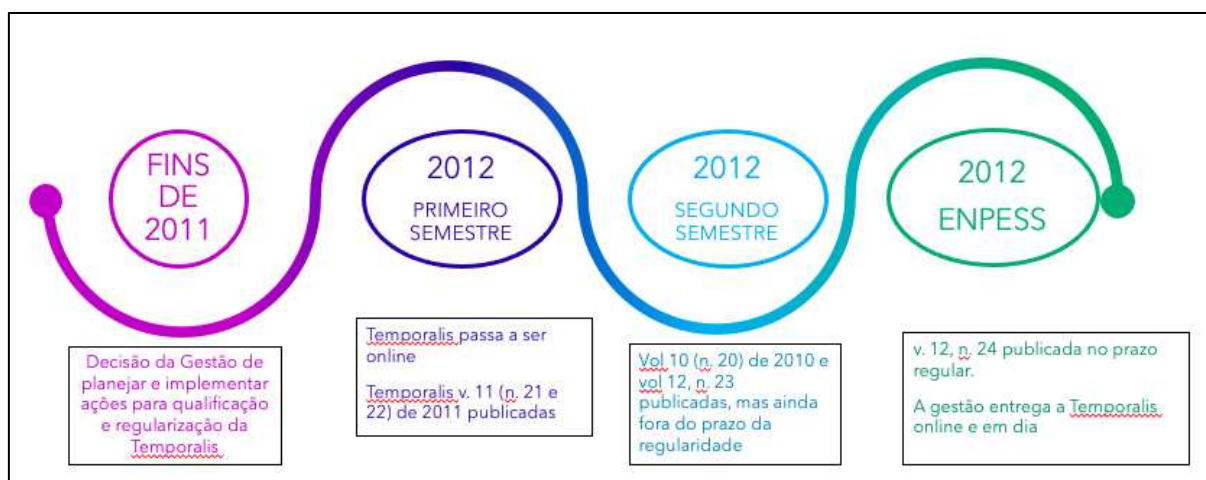 FINS
DE
2011
2012
PRIMEIRO
SEMESTRE
2012
SEGUNDO
SEMESTRE
2012
ENPESS
Decisão da Gestão de
planejar e implementar
ações para qualificação
e regularização da
Temporalis
Temporalis passa a ser
online
Temporalis v. 11 (n. 21 e
22) de 2011 publicadas
Vol 10 (n. 20) de 2010 e
vol 12, n. 23
publicadas, mas ainda
fora do prazo da
regularidade
v. 12, n. 24 publicada no prazo
regular.
A gestão entrega a Temporalis
online e em dia